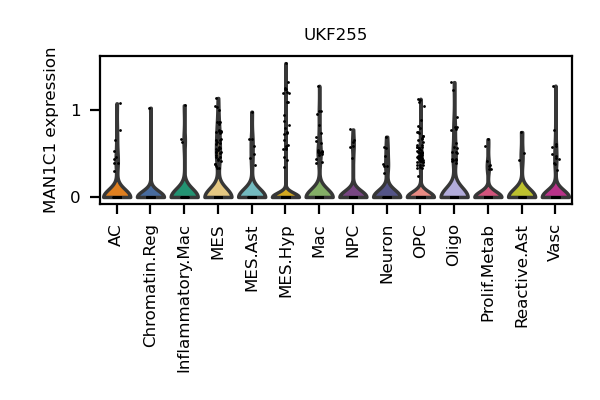 UKF255
MAN1C1 expression
1
0
AC
Chromatin.Reg
Inflammatory.Mac
MES
MES.Ast
MES.Hyp
Mac
NPC
Neuron
OPC
Oligo
Prolif.Metab
Reactive.Ast
Vasc